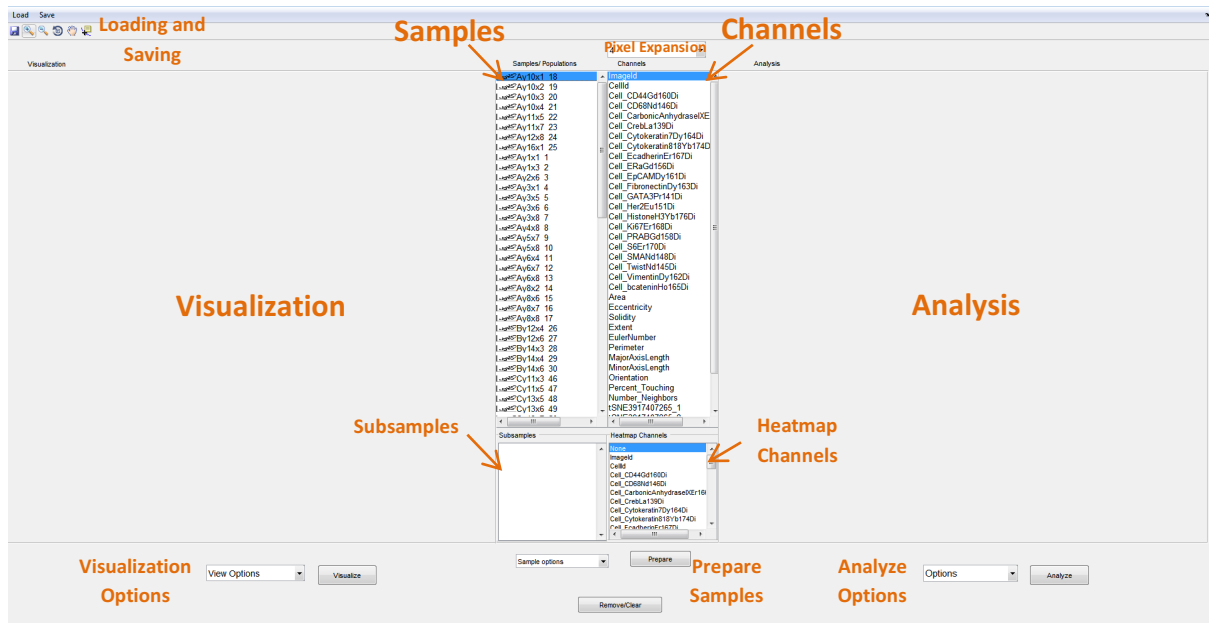 Load Save
Loading and
Saving
Samples
Channels
Pixel Expansion
Visualization
Samples/ Populations
Channels
Analysis
Ay10x1 18
Ay10x2 19
Ay10x3 20
Ay10x4 21
Ay11x5 22
Ay11x7 23
Ay12x8 24
Ay16x1 25
Ay1x1 1
Ay1x3 2
Ay2x6 3
Ay3x1 4
Ay3x5 5
Ay3x6 6
Ay3x8 7
Ay4x8 8
Ay5x7 9
Ay5x8 10
Ay6x4 11
Ay6x7 12
Ay6x8 13
Ay8x2 14
Ay8x6 15
Ay8x7 16
Ay8x8 17
By12x4 26
By12x6 27
By14x3 28
By14x4 29
By14x6 30
Cy11x3 46
Cy11x5 47
Cy13x5 48
Cy13x6 49
ImageId
CellId
Cell_CD44Gd160Di
Cell_CD68Nd146Di
Cell_CarbonicAnhydraseIXE
Cell_CrebLa139Di
Cell_Cytokeratin7Dy164Di
Cell_Cytokeratin818Yb174D
Cell_EcadherinEr167Di
Cell_ERaGd156Di
Cell_EpCAMDy161Di
Cell_FibronectinDy163Di
Cell_GATA3Pr141Di
Cell_Her2Eu151Di
Cell_HistoneH3Yb176Di
Cell_Ki67Er168Di
Cell_PRABGd158Di
Cell_S6Er170Di
Cell_SMANd148Di
Cell_TwistNd145Di
Cell_VimentinDy162Di
Cell_bcateninHo165Di
Area
Eccentricity
Solidity
Extent
EulerNumber
Perimeter
MajorAxisLength
MinorAxisLength
Orientation
Percent_Touching
Number_Neighbors
tSNE3917407265_1
Visualization
Analysis
Subsamples
Subsamples
Heatmap Channels
None
ImageId
CellId
Cell_CD44Gd160Di
Cell_CD68Nd146Di
Cell_CarbonicAnhydraseIXEr16
Cell_CrebLa139Di
Cell_Cytokeratin7Dy164Di
Cell_Cytokeratin818Yb174Di
Cell_EcadherinEr167Di
Heatmap
Channels
Visualization
Options
View Options
Visualize
Sample options
Prepare
Prepare
Samples
Remove/Clear
Analyze
Options
Options
Analyze